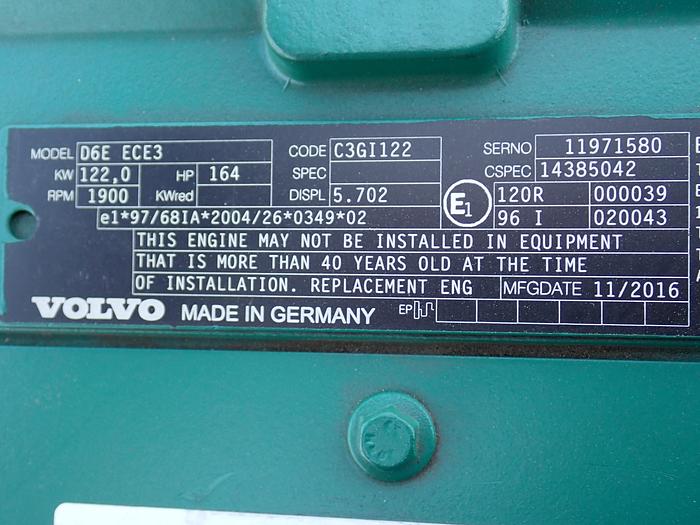 MODEL D6E ECE3 CODE C3GI122 SERNO 11971580
KW 122,0 HP 164 SPEC CSPEC 14385042
RPM 1900 KWred DISPL 5.702 E1 120R 000039
e1*97/68IA*2004/26*0349*02 96 I 020043
THIS ENGINE MAY NOT BE INSTALLED IN EQUIPMENT
THAT IS MORE THAN 40 YEARS OLD AT THE TIME
OF INSTALLATION. REPLACEMENT ENG MFGDATE 11/2016
VOLVO MADE IN GERMANY EP